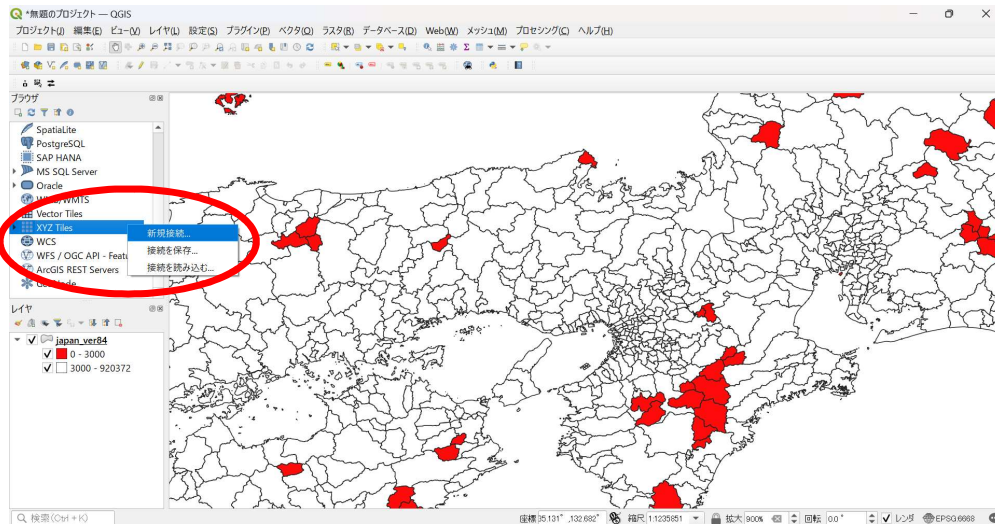 *無題のプロジェクト — QGIS
プロジェクト(J) 編集(E) ビュー(V) レイヤ(L) 設定(S) プラグイン(P) ベクタ(O) ラスタ(R) データベース(D) Web(W) メッシュ(M) プロセシング(C) ヘルプ(H)
ブラウザ
SpatiaLite
PostgreSQL
SAP HANA
MS SQL Server
Oracle
WMS/WMTS
Vector Tiles
XYZ Tiles
新規接続...
WCS
接続を保存...
WFS / OGC API - Featu
接続を読み込む...
ArcGIS REST Servers
GeoNode
レイヤ
japan_ver84
0 - 3000
3000 - 920372
検索(Ctrl + K)
座標 35.131° ,132.682° 縮尺 1:1235851 拡大 900% 回転 0.0 ° レンダ EPSG:6668